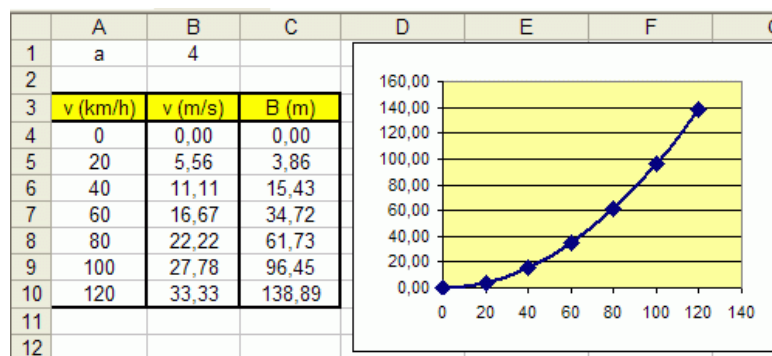 A B C D E F
1 a 4
2
3 v (km/h) v (m/s) B (m)
4 0 0,00 0,00
5 20 5,56 3,86
6 40 11,11 15,43
7 60 16,67 34,72
8 80 22,22 61,73
9 100 27,78 96,45
10 120 33,33 138,89
11
12
160,00
140,00
120,00
100,00
80,00
60,00
40,00
20,00
0,00
0 20 40 60 80 100 120 140